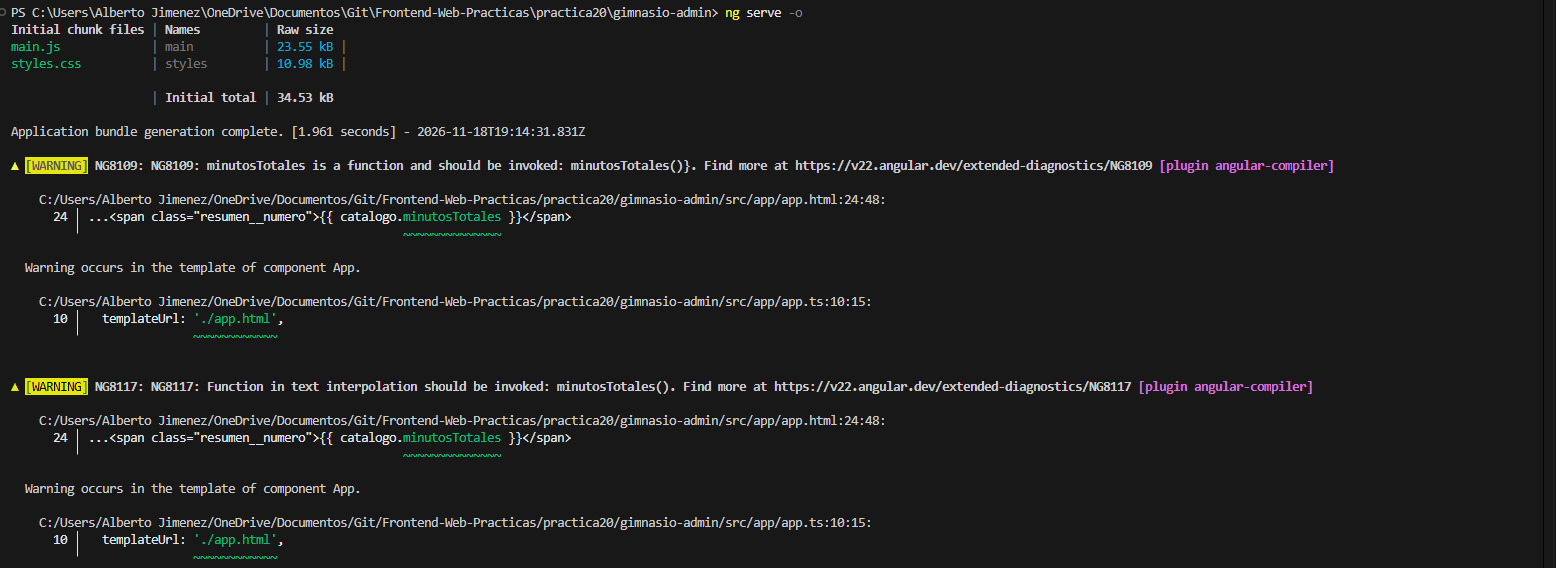 PS C:\Users\Alberto Jimenez\OneDrive\Documentos\Git\Frontend-Web-Practicas\practica20\gimnasio-admin> ng serve -o
Initial chunk files | Names | Raw size
main.js | main | 23.55 kB |
styles.css | styles | 10.98 kB |
| Initial total | 34.53 kB
Application bundle generation complete. [1.961 seconds] - 2026-11-18T19:14:31.831Z
▲ [WARNING] NG8109: NG8109: minutosTotales is a function and should be invoked: minutosTotales()}. Find more at https://v22.angular.dev/extended-diagnostics/NG8109 [plugin angular-compiler]
C:/Users/Alberto Jimenez/OneDrive/Documentos/Git/Frontend-Web-Practicas/practica20/gimnasio-admin/src/app/app.html:24:48:
24 │ ...<span class="resumen__numero">{{ catalogo.minutosTotales }}</span>
~~~~~~~~~~~~~~
Warning occurs in the template of component App.
C:/Users/Alberto Jimenez/OneDrive/Documentos/Git/Frontend-Web-Practicas/practica20/gimnasio-admin/src/app/app.ts:10:15:
10 │ templateUrl: './app.html',
~~~~~~~~~~~~
▲ [WARNING] NG8117: NG8117: Function in text interpolation should be invoked: minutosTotales(). Find more at https://v22.angular.dev/extended-diagnostics/NG8117 [plugin angular-compiler]
C:/Users/Alberto Jimenez/OneDrive/Documentos/Git/Frontend-Web-Practicas/practica20/gimnasio-admin/src/app/app.html:24:48:
24 │ ...<span class="resumen__numero">{{ catalogo.minutosTotales }}</span>
~~~~~~~~~~~~~~
Warning occurs in the template of component App.
C:/Users/Alberto Jimenez/OneDrive/Documentos/Git/Frontend-Web-Practicas/practica20/gimnasio-admin/src/app/app.ts:10:15:
10 │ templateUrl: './app.html',
~~~~~~~~~~~~